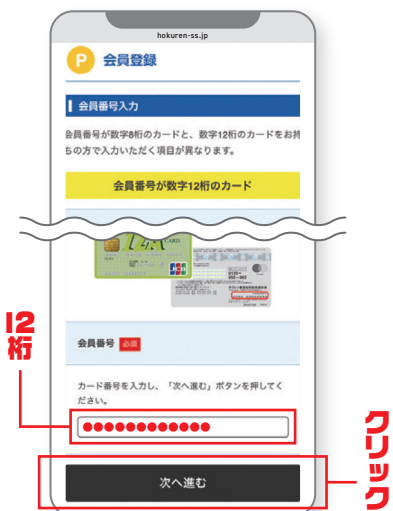 hokuren-ss.jp
P 会員登録
会員番号入力
会員番号が数字8桁のカードと、数字12桁のカードをお持
ちの方で入力いただく項目が異なります。
会員番号が数字12桁のカード
CARD
JCB
12桁
会員番号 必須
カード番号を入力し、「次へ進む」ボタンを押してく
ださい。
●●●●●●●●●●●●
次へ進む
クリック